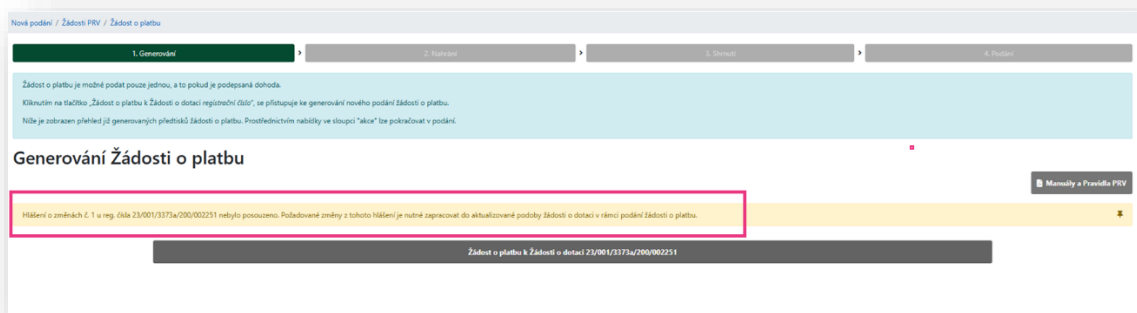 Nová podání / Žádosti PRV / Žádost o platbu
1. Generování
2. Nahrání
3. Shrnutí
4. Podání
Žádost o platbu je možné podat pouze jednou, a to pokud je podepsaná dohoda.
Kliknutím na tlačítko „Žádost o platbu k Žádosti o dotaci registrační číslo“, se přistupuje ke generování nového podání žádosti o platbu.
Níže je zobrazen přehled již generovaných předtisků žádosti o platbu. Prostřednictvím nabídky ve sloupci "akce" lze pokračovat v podání.
Generování Žádosti o platbu
Manuály a Pravidla PRV
Hlášení o změnách č. 1 u reg. čísla 23/001/3373a/200/002251 nebylo posouzeno. Požadované změny z tohoto hlášení je nutné zapracovat do aktualizované podoby žádosti o dotaci v rámci podání žádosti o platbu.
Žádost o platbu k Žádosti o dotaci 23/001/3373a/200/002251